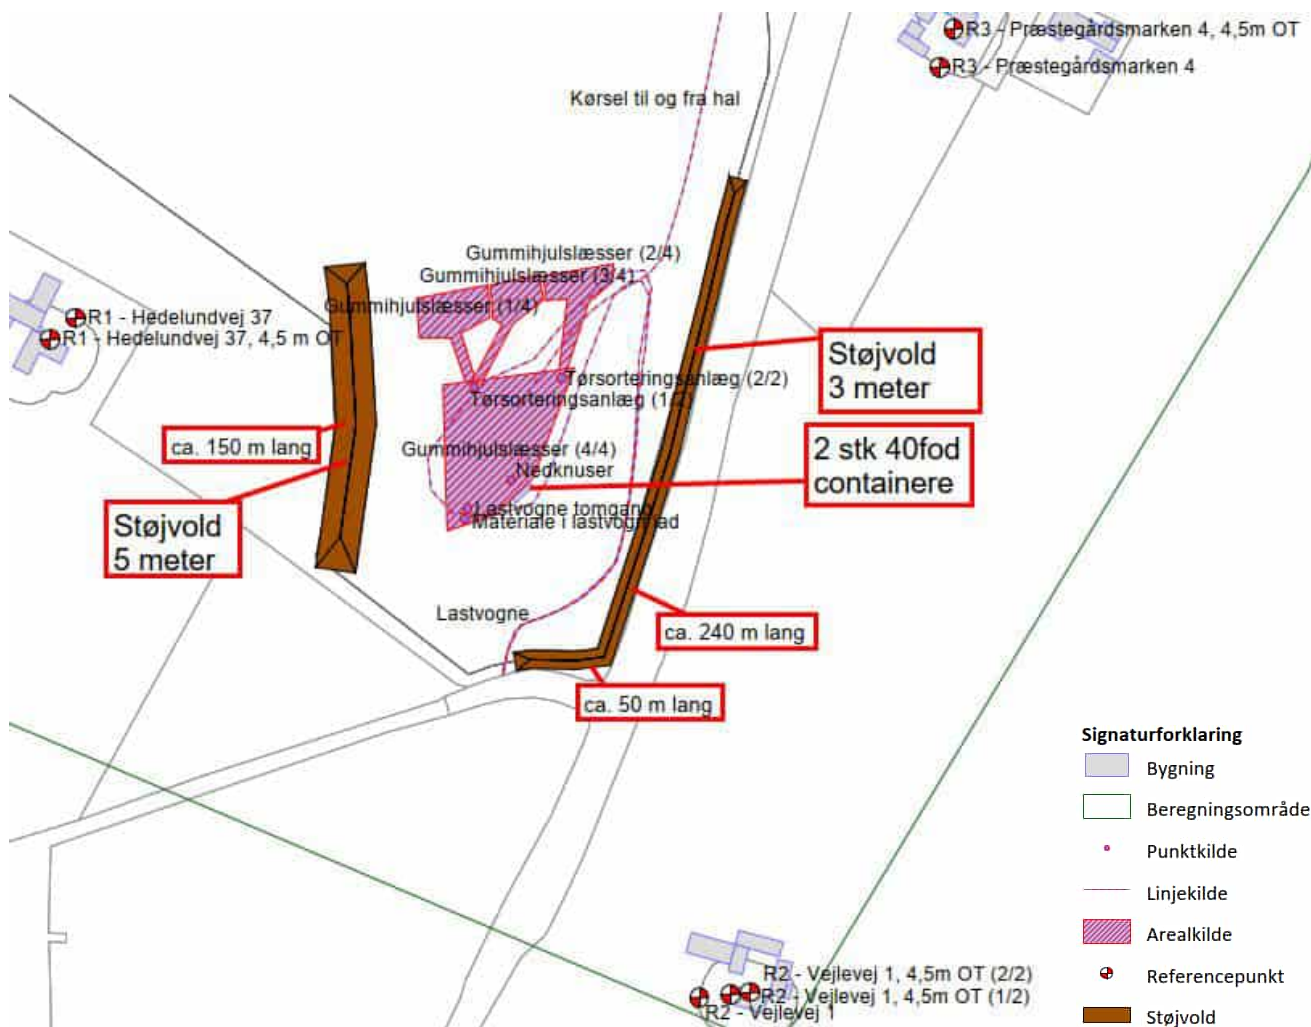 R3 - Præstegårdsmarken 4, 4,5m OT
R3 - Præstegårdsmarken 4
Kørsel til og fra hal
Gummihjulslæsser (2/4)
Gummihjulslæsser (3/4)
Gummihjulslæsser (1/4)
R1 - Hedelundvej 37
R1 - Hedelundvej 37, 4,5 m OT
Støjvold
3 meter
Tørsorteringsanlæg (2/2)
Tørsorteringsanlæg (1/2)
ca. 150 m lang
Gummihjulslæsser (4/4)
Nedknuser
2 stk 40fod
containere
Lastvogne tomgang
Materiale i lastvognlad
Støjvold
5 meter
Lastvogne
ca. 240 m lang
ca. 50 m lang
Signaturforklaring
Bygning
Beregningsområde
Punktkilde
Linjekilde
Arealkilde
Referencepunkt
Støjvold
R2 - Vejlevej 1, 4,5m OT (2/2)
R2 - Vejlevej 1, 4,5m OT (1/2)
R2 - Vejlevej 1